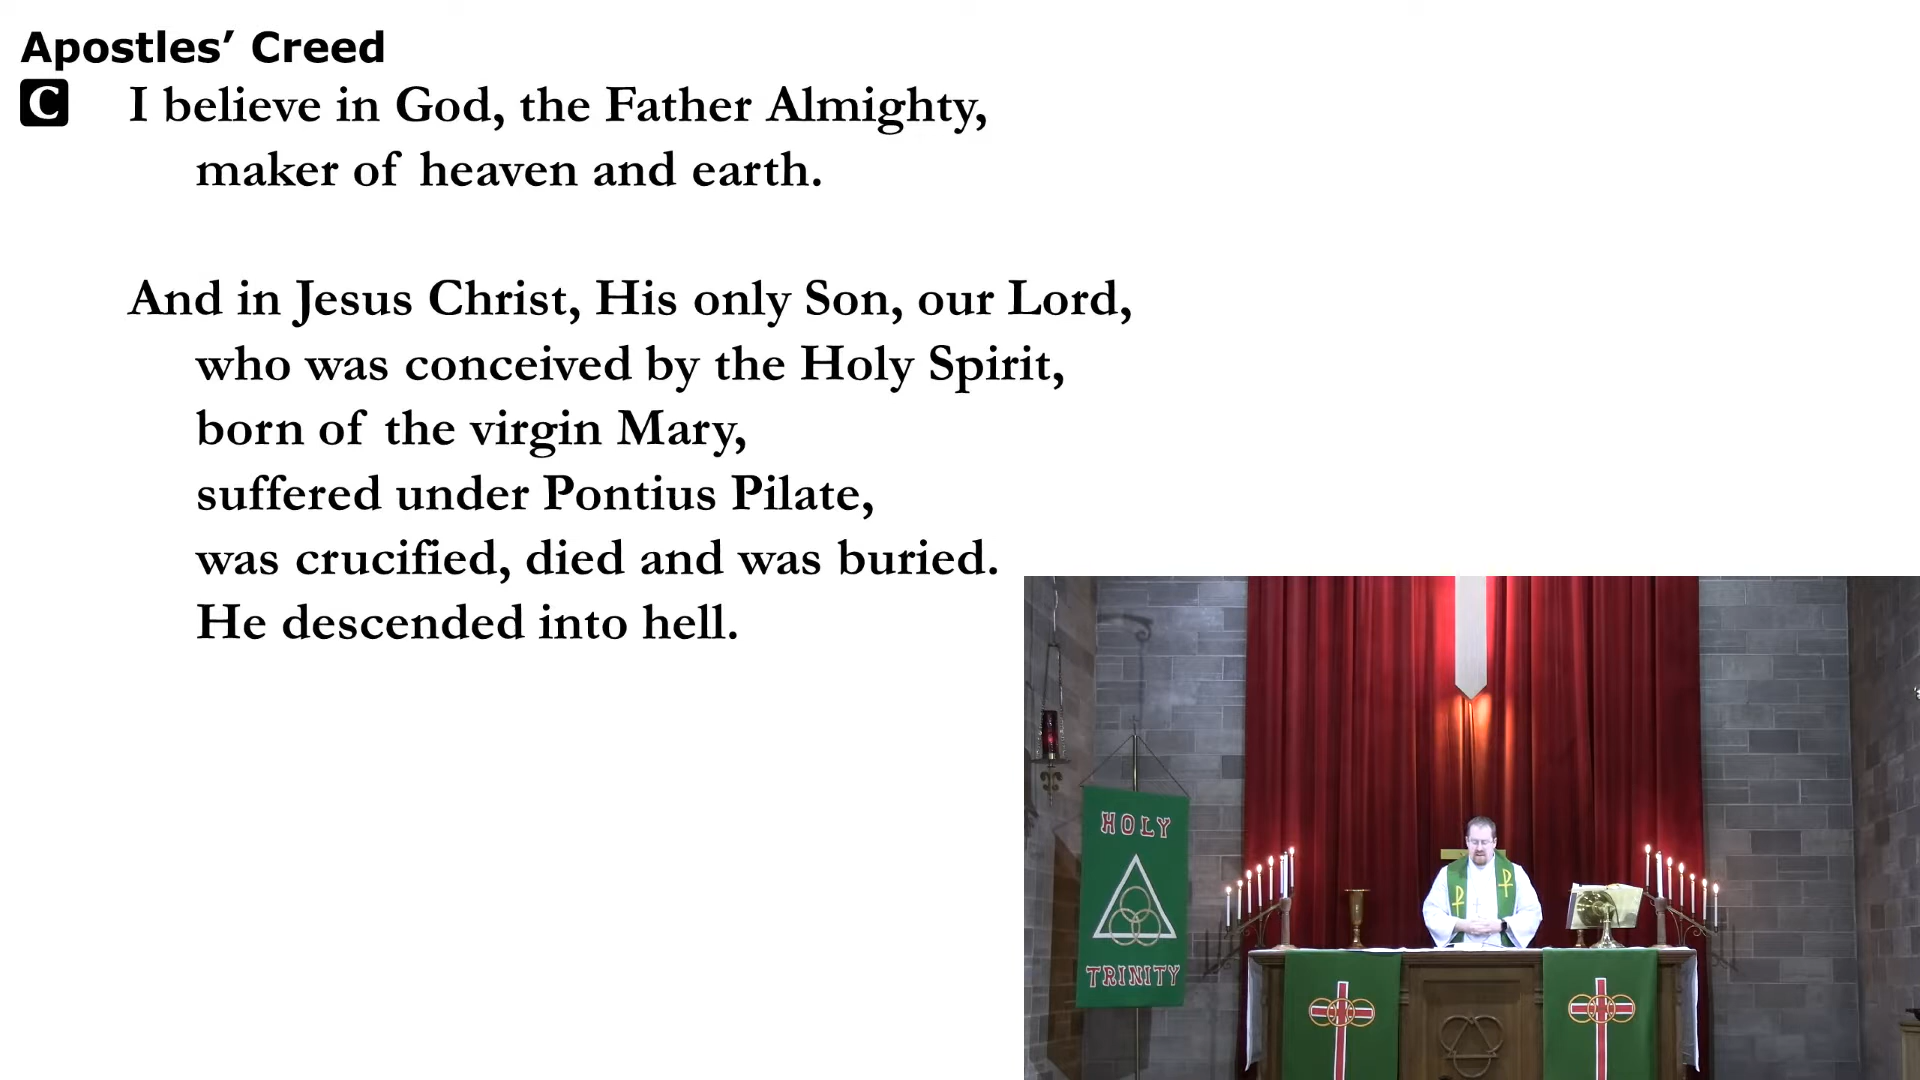 Apostles’ Creed
C I believe in God, the Father Almighty,
maker of heaven and earth.
And in Jesus Christ, His only Son, our Lord,
who was conceived by the Holy Spirit,
born of the virgin Mary,
suffered under Pontius Pilate,
was crucified, died and was buried.
He descended into hell.
HOLY
TRINITY